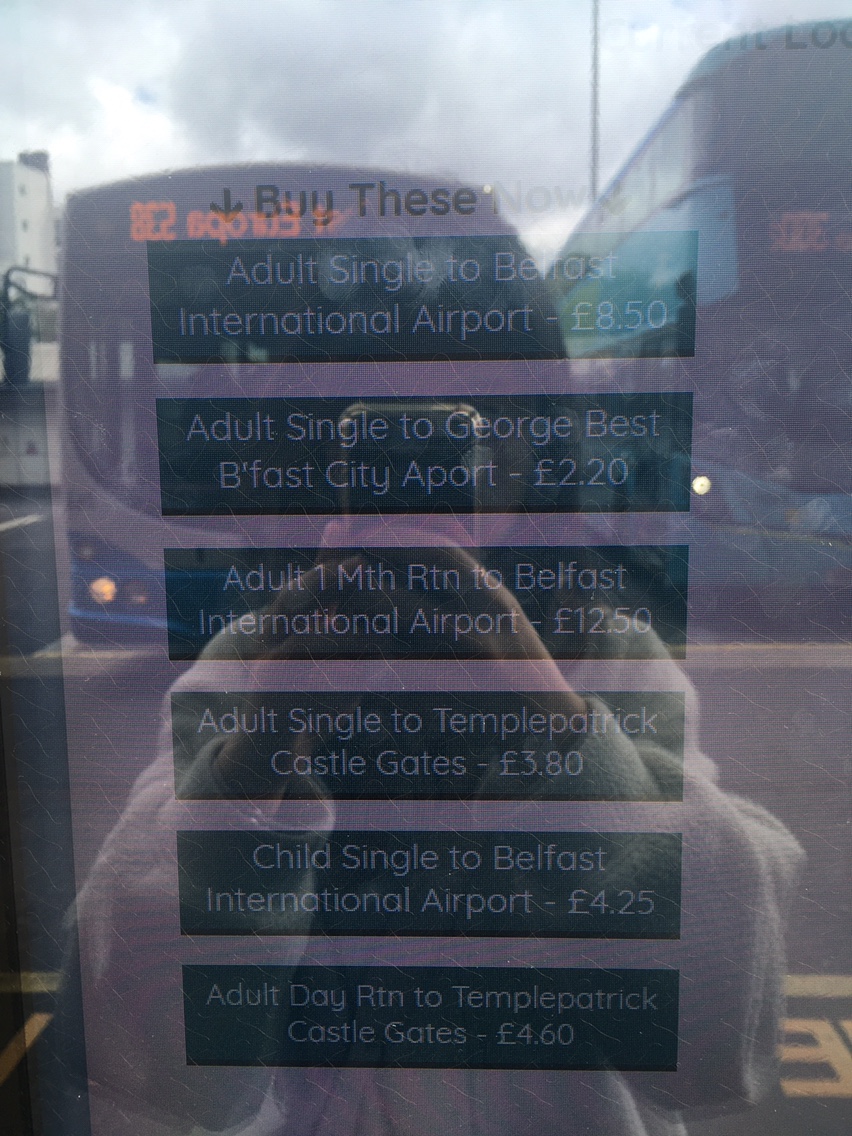 Current Loc
↓ Buy These Now ↓
Adult Single to Belfast
International Airport - £8.50
Adult Single to George Best
B'fast City Aport - £2.20
Adult 1 Mth Rtn to Belfast
International Airport - £12.50
Adult Single to Templepatrick
Castle Gates - £3.80
Child Single to Belfast
International Airport - £4.25
Adult Day Rtn to Templepatrick
Castle Gates - £4.60